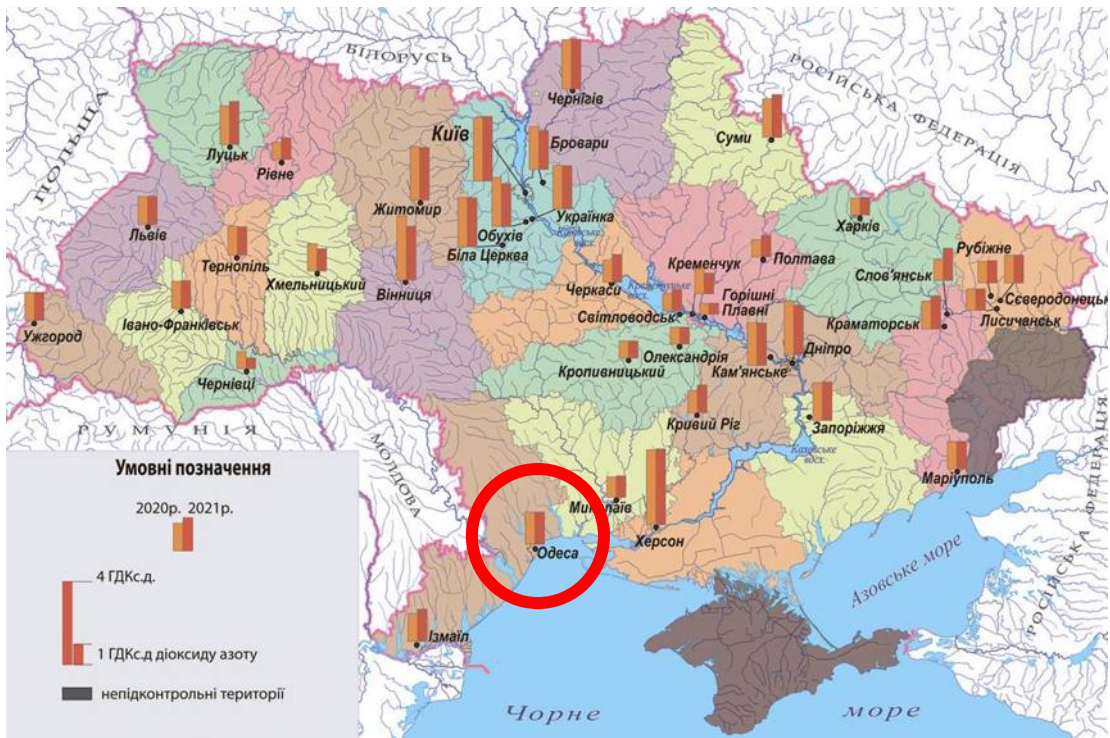 БІЛОРУСЬ
ПОЛЬЩА
РОСІЙСЬКА ФЕДЕРАЦІЯ
Чернігів
Луцьк
Рівне
Київ
Бровари
Суми
Житомир
Українка
Обухів
Біла Церква
Львів
Тернопіль
Хмельницький
Вінниця
Харків
Рубіжне
Полтава
Слов'янськ
Кременчук
Черкаси
Горішні
Плавні
Світловодськ
Сєверодонецьк
Лисичанськ
Краматорськ
Ужгород
Івано-Франківськ
Чернівці
Олександрія
Кропивницький
Кам'янське
Дніпро
Кривий Ріг
Запоріжжя
РУМУНІЯ
МОЛДОВА
Маріуполь
Миколаїв
Херсон
Одеса
Ізмаїл
Азовське море
РОСІЙСЬКА ФЕДЕРАЦІЯ
Чорне море
Умовні позначення
2020р. 2021р.
4 ГДКс.д.
1 ГДКс.д діоксиду азоту
непідконтрольні території